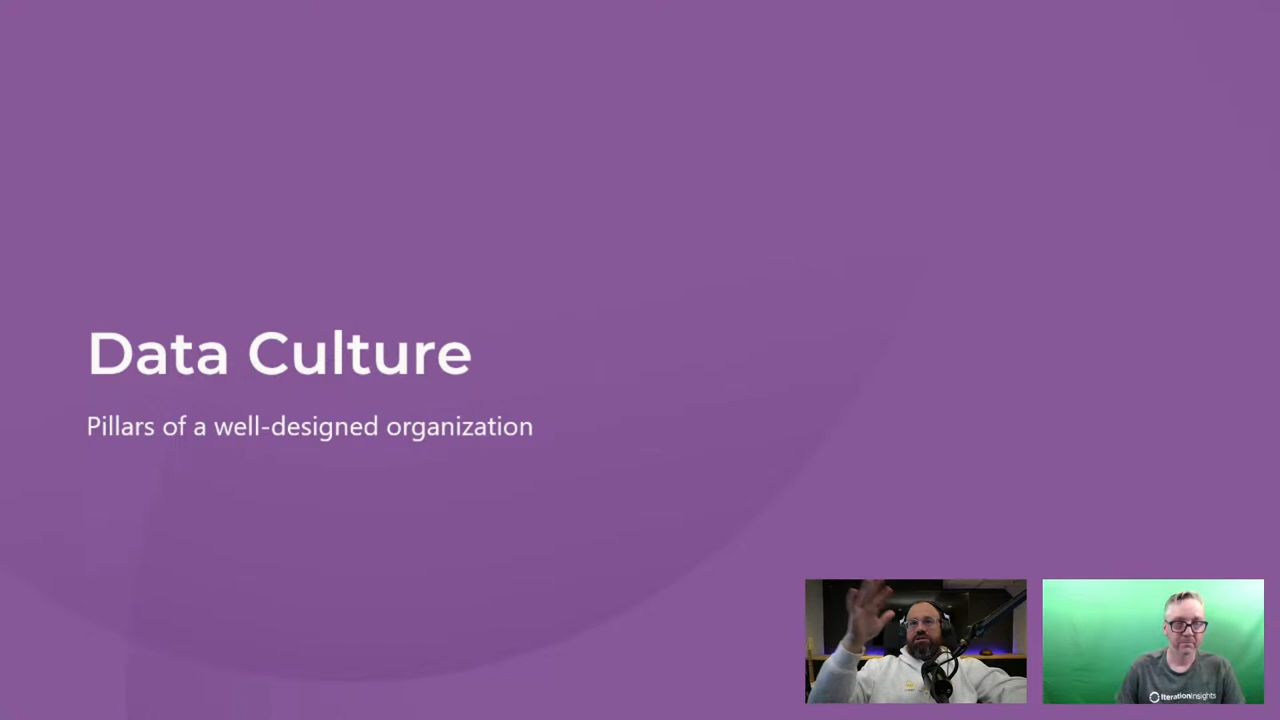 Data Culture
Pillars of a well-designed organization
IterationInsights